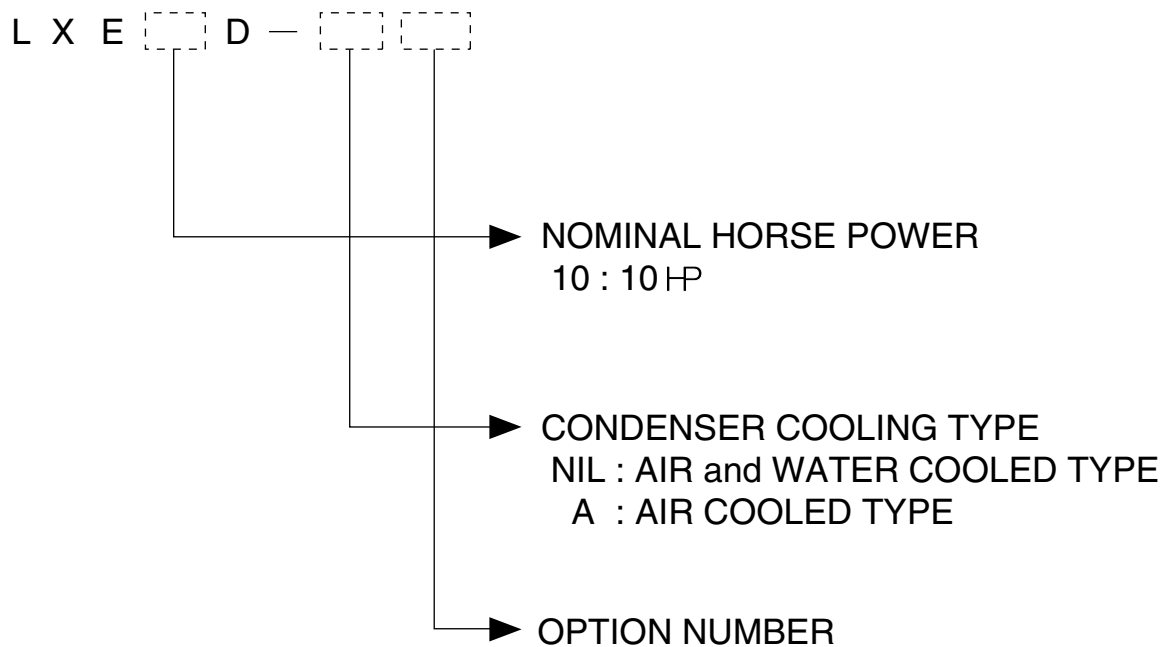 L X E D —
NOMINAL HORSE POWER
10 : 10 HP
CONDENSER COOLING TYPE
NIL : AIR and WATER COOLED TYPE
A : AIR COOLED TYPE
OPTION NUMBER